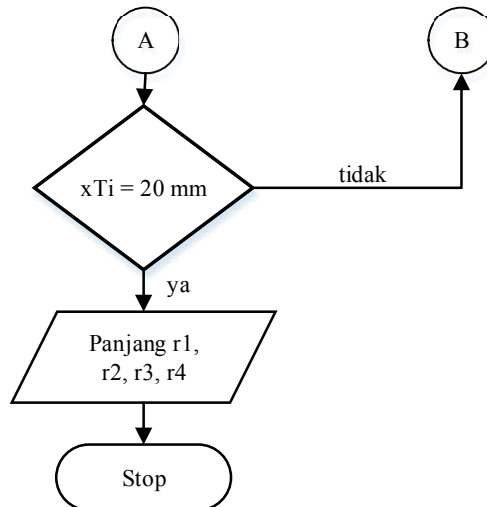 A
B
xTi = 20 mm
tidak
ya
Panjang r1,
r2, r3, r4
Stop